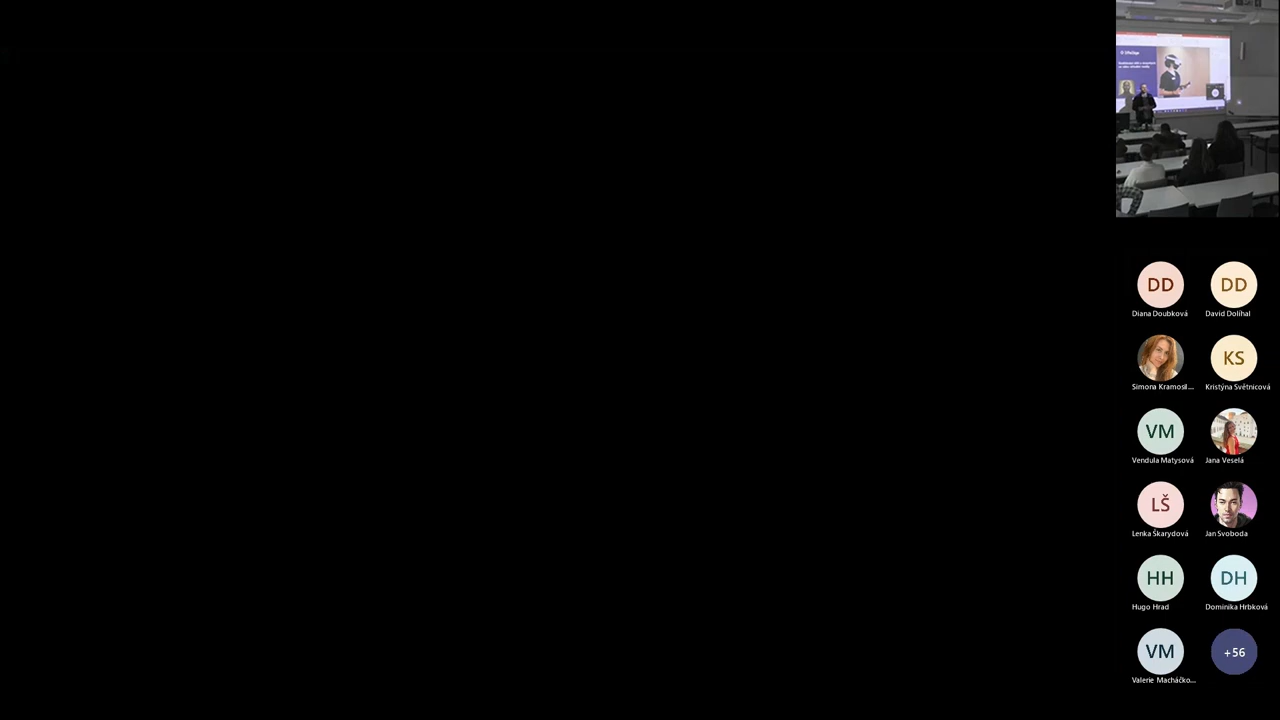 DD
DD
Diana Doubková
David Dolíhal
KS
Simona Kramosil...
Kristýna Světnicová
VM
Vendula Matysová
Jana Veselá
LŠ
Lenka Škarydová
Jan Svoboda
HH
DH
Hugo Hrad
Dominika Hrbková
VM
+56
Valerie Macháčko...